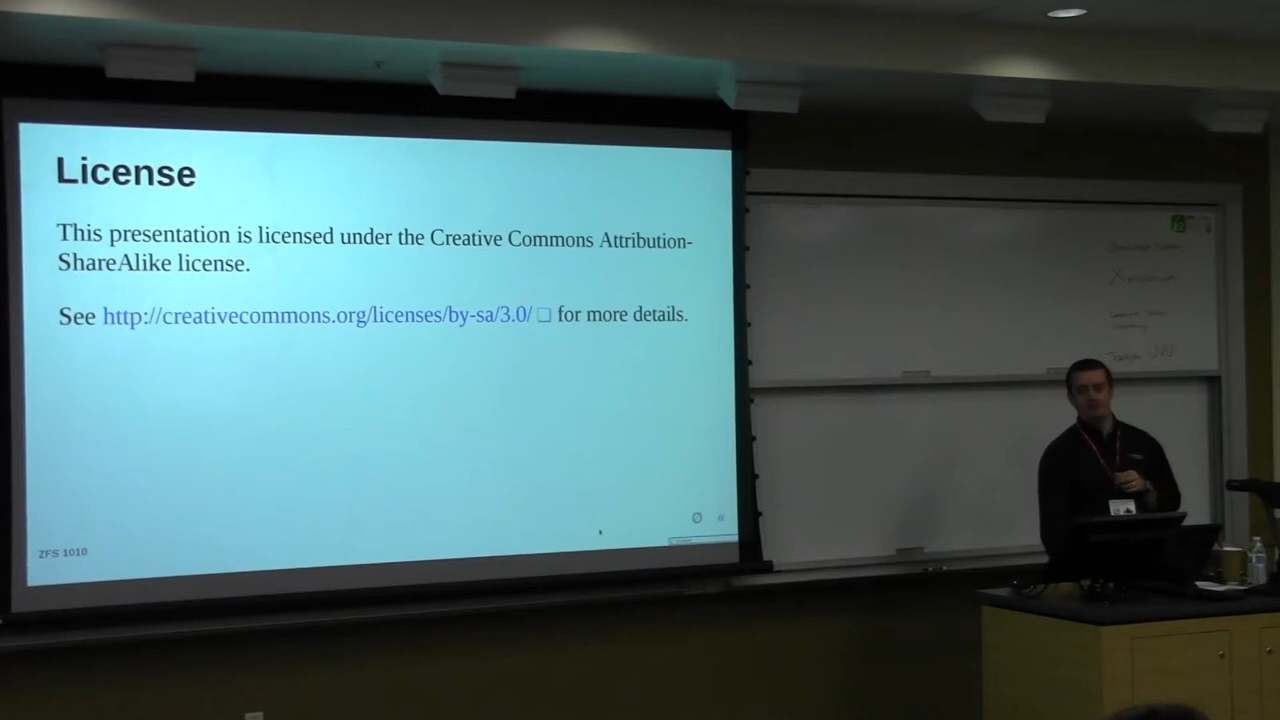 License
This presentation is licensed under the Creative Commons Attribution-
ShareAlike license.
See http://creativecommons.org/licenses/by-sa/3.0/ for more details.
ZFS 1010
UVU